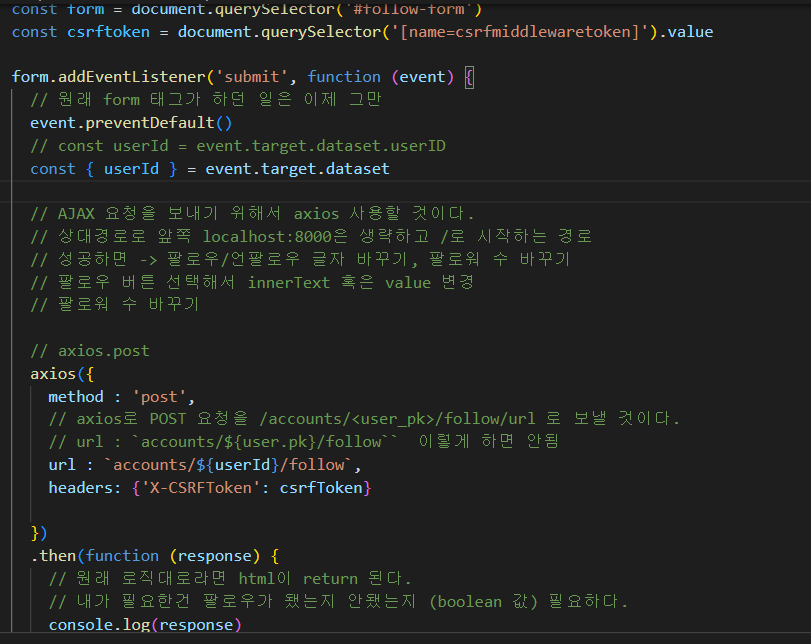 const form = document.querySelector('#follow-form')
const csrftoken = document.querySelector('[name=csrfmiddlewaretoken]').value
form.addEventListener('submit', function (event) {
// 원래 form 태그가 하던 일은 이제 그만
event.preventDefault()
// const userId = event.target.dataset.userID
const { userId } = event.target.dataset
// AJAX 요청을 보내기 위해서 axios 사용할 것이다.
// 상대경로로 앞쪽 localhost:8000은 생략하고 /로 시작하는 경로
// 성공하면 -> 팔로우/언팔로우 글자 바꾸기, 팔로워 수 바꾸기
// 팔로우 버튼 선택해서 innerText 혹은 value 변경
// 팔로워 수 바꾸기
// axios.post
axios({
method : 'post',
// axios로 POST 요청을 /accounts/<user_pk>/follow/url 로 보낼 것이다.
// url : `accounts/${user.pk}/follow`` 이렇게 하면 안됨
url : `accounts/${userId}/follow`,
headers: {'X-CSRFToken': csrfToken}
})
.then(function (response) {
// 원래 로직대로라면 html이 return 된다.
// 내가 필요한건 팔로우가 됐는지 안됐는지 (boolean 값) 필요하다.
console.log(response)